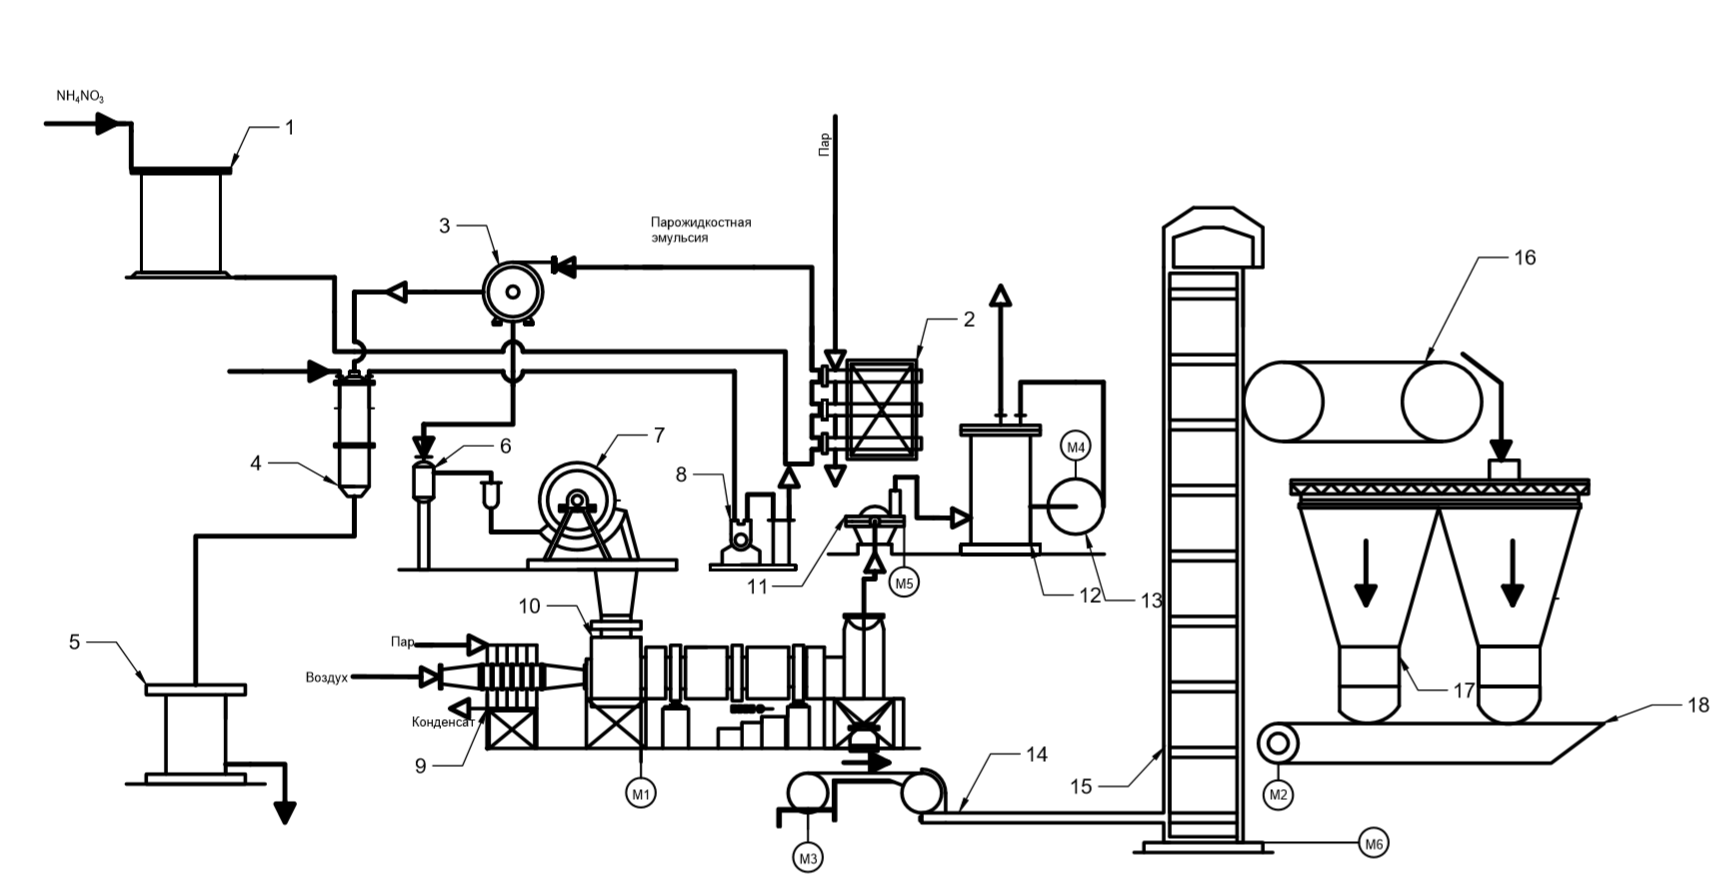 NH₄NO₃
1
Пар
3
Парожидкостная
эмульсия
16
2
6
7
M4
4
8
11
M5
12
13
10
5
Пар
Воздух
17
18
Конденсат
9
14
15
M1
M2
M3
M6